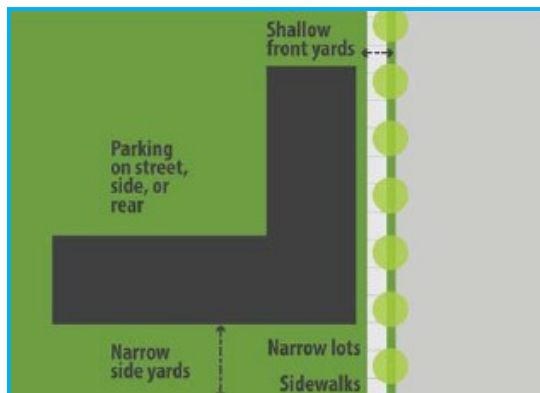 Shallow
front yards
Parking
on street,
side, or
rear
Narrow
side yards
Narrow lots
Sidewalks